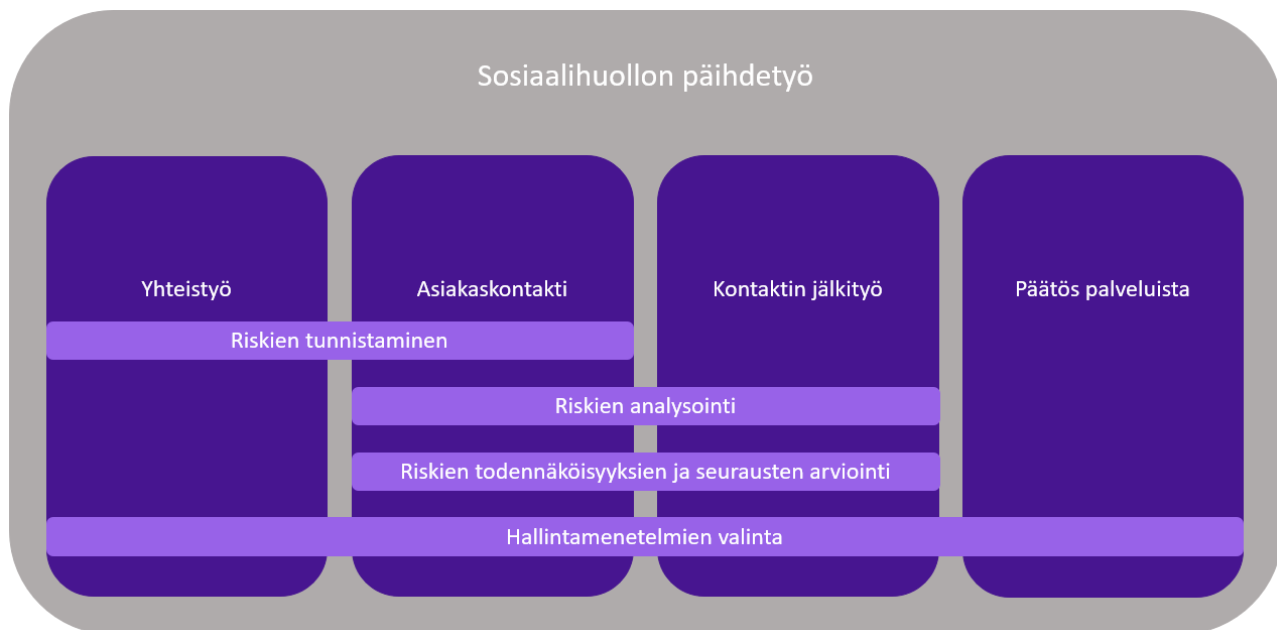 Sosiaalihuollon päihdetyö
Yhteistyö
Asiakaskontakti
Kontaktin jälkityö
Päätös palveluista
Riskien tunnistaminen
Riskien analysointi
Riskien todennäköisyyksien ja seurausten arviointi
Hallintamenetelmien valinta